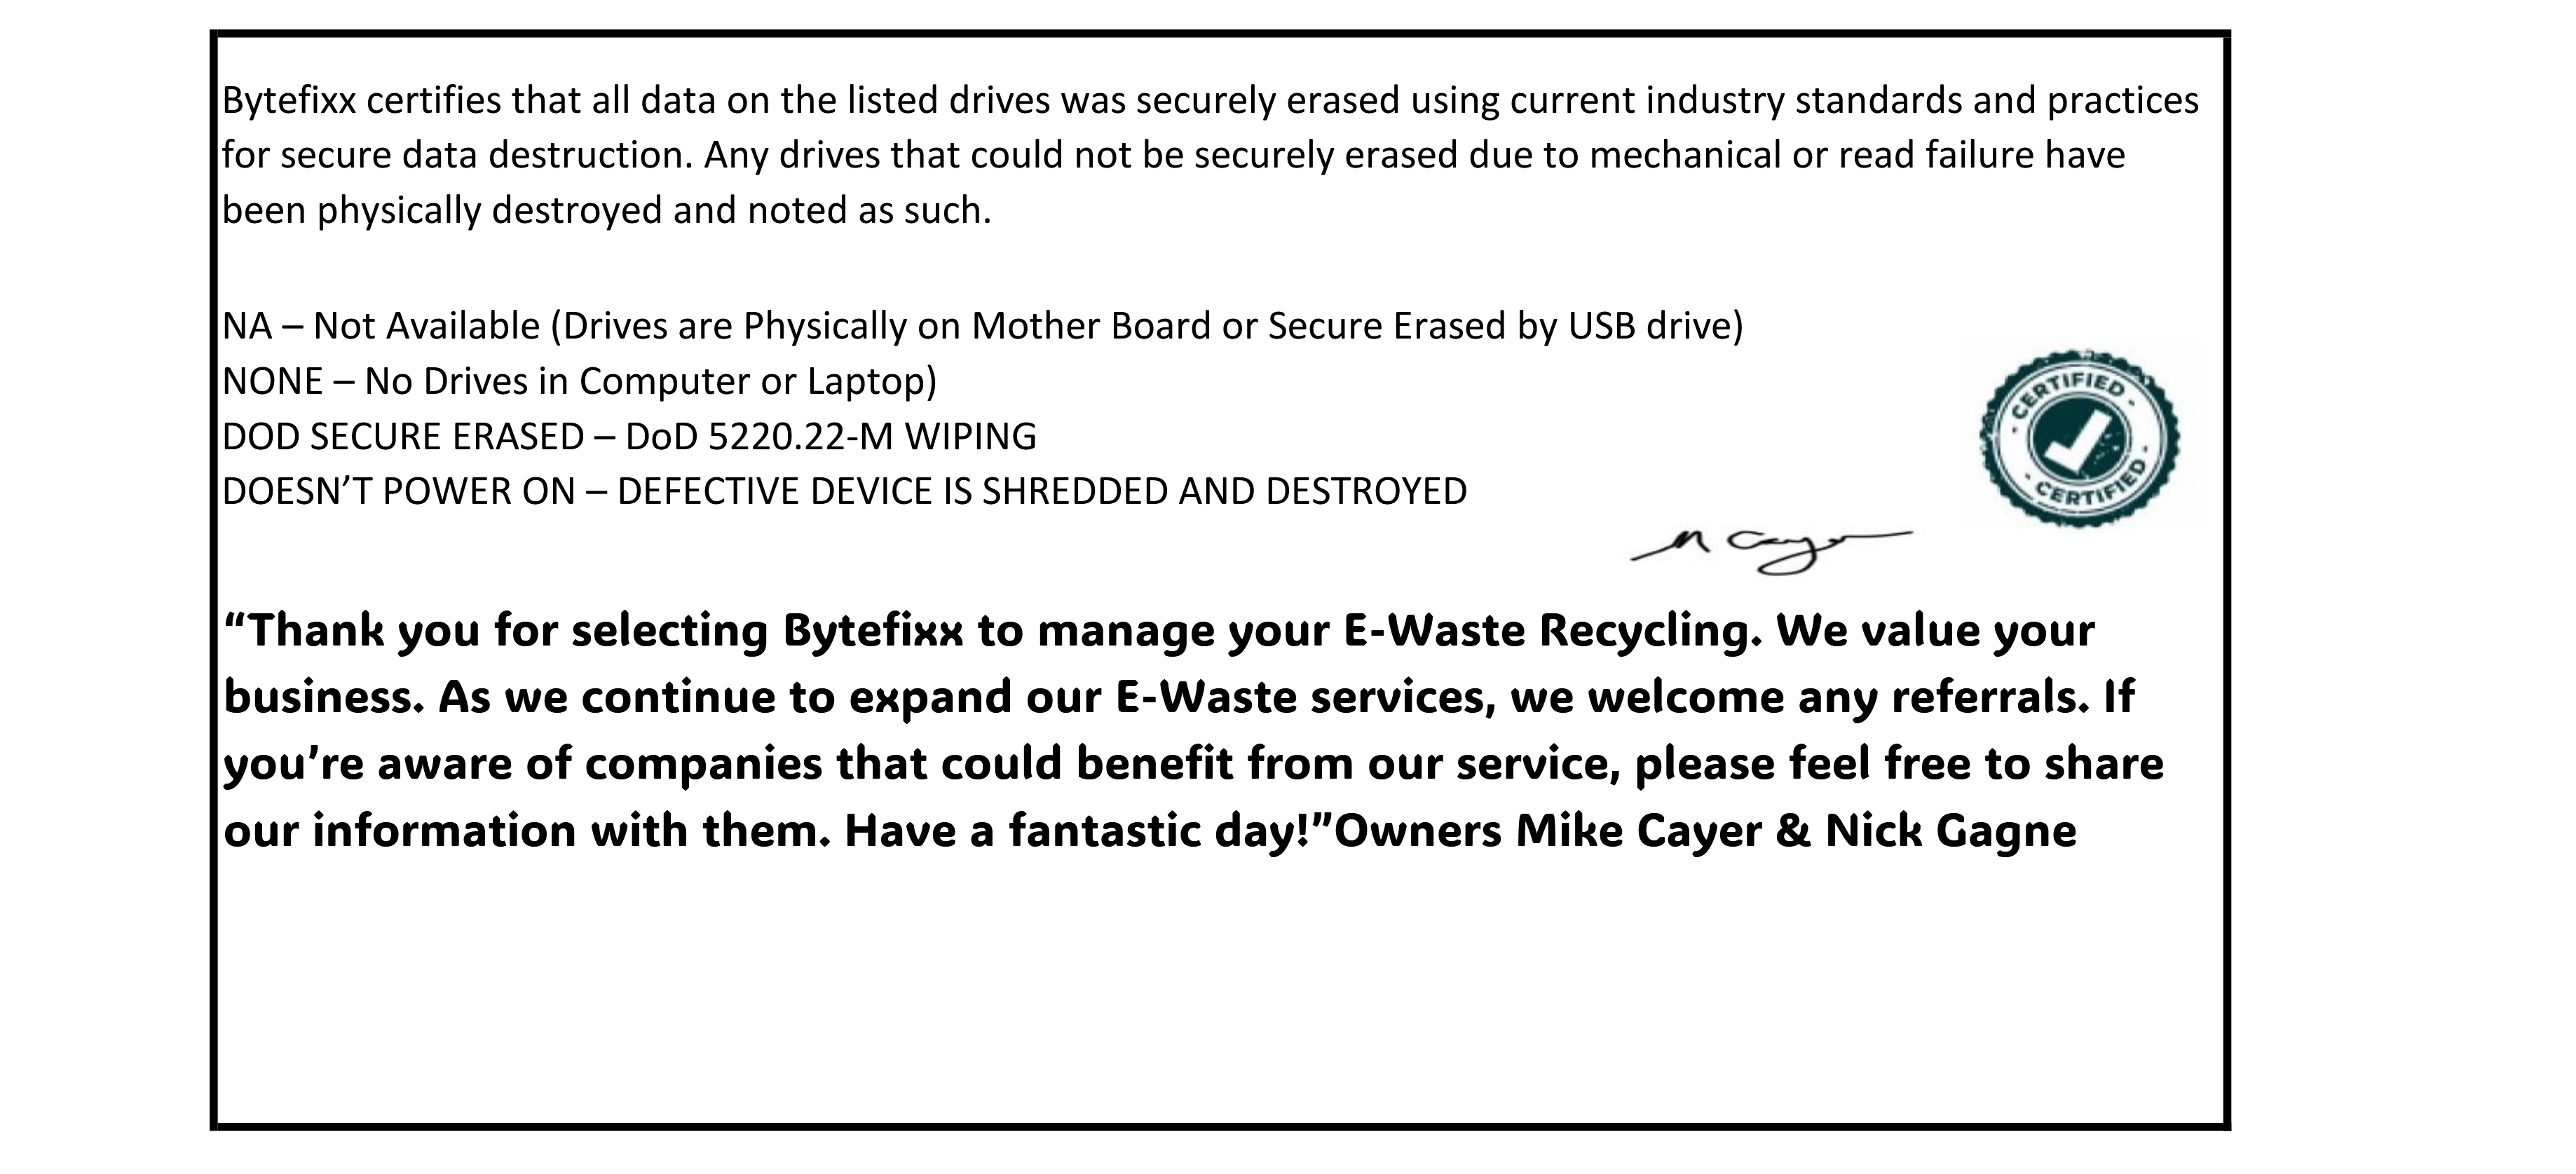 Bytefixx certifies that all data on the listed drives was securely erased using current industry standards and practices
for secure data destruction. Any drives that could not be securely erased due to mechanical or read failure have
been physically destroyed and noted as such.
NA – Not Available (Drives are Physically on Mother Board or Secure Erased by USB drive)
NONE – No Drives in Computer or Laptop)
DOD SECURE ERASED – DoD 5220.22-M WIPING
DOESN’T POWER ON – DEFECTIVE DEVICE IS SHREDDED AND DESTROYED
- CERTIFIED -
- CERTIFIED -
M Cayer
“Thank you for selecting Bytefixx to manage your E-Waste Recycling. We value your
business. As we continue to expand our E-Waste services, we welcome any referrals. If
you’re aware of companies that could benefit from our service, please feel free to share
our information with them. Have a fantastic day!”Owners Mike Cayer & Nick Gagne